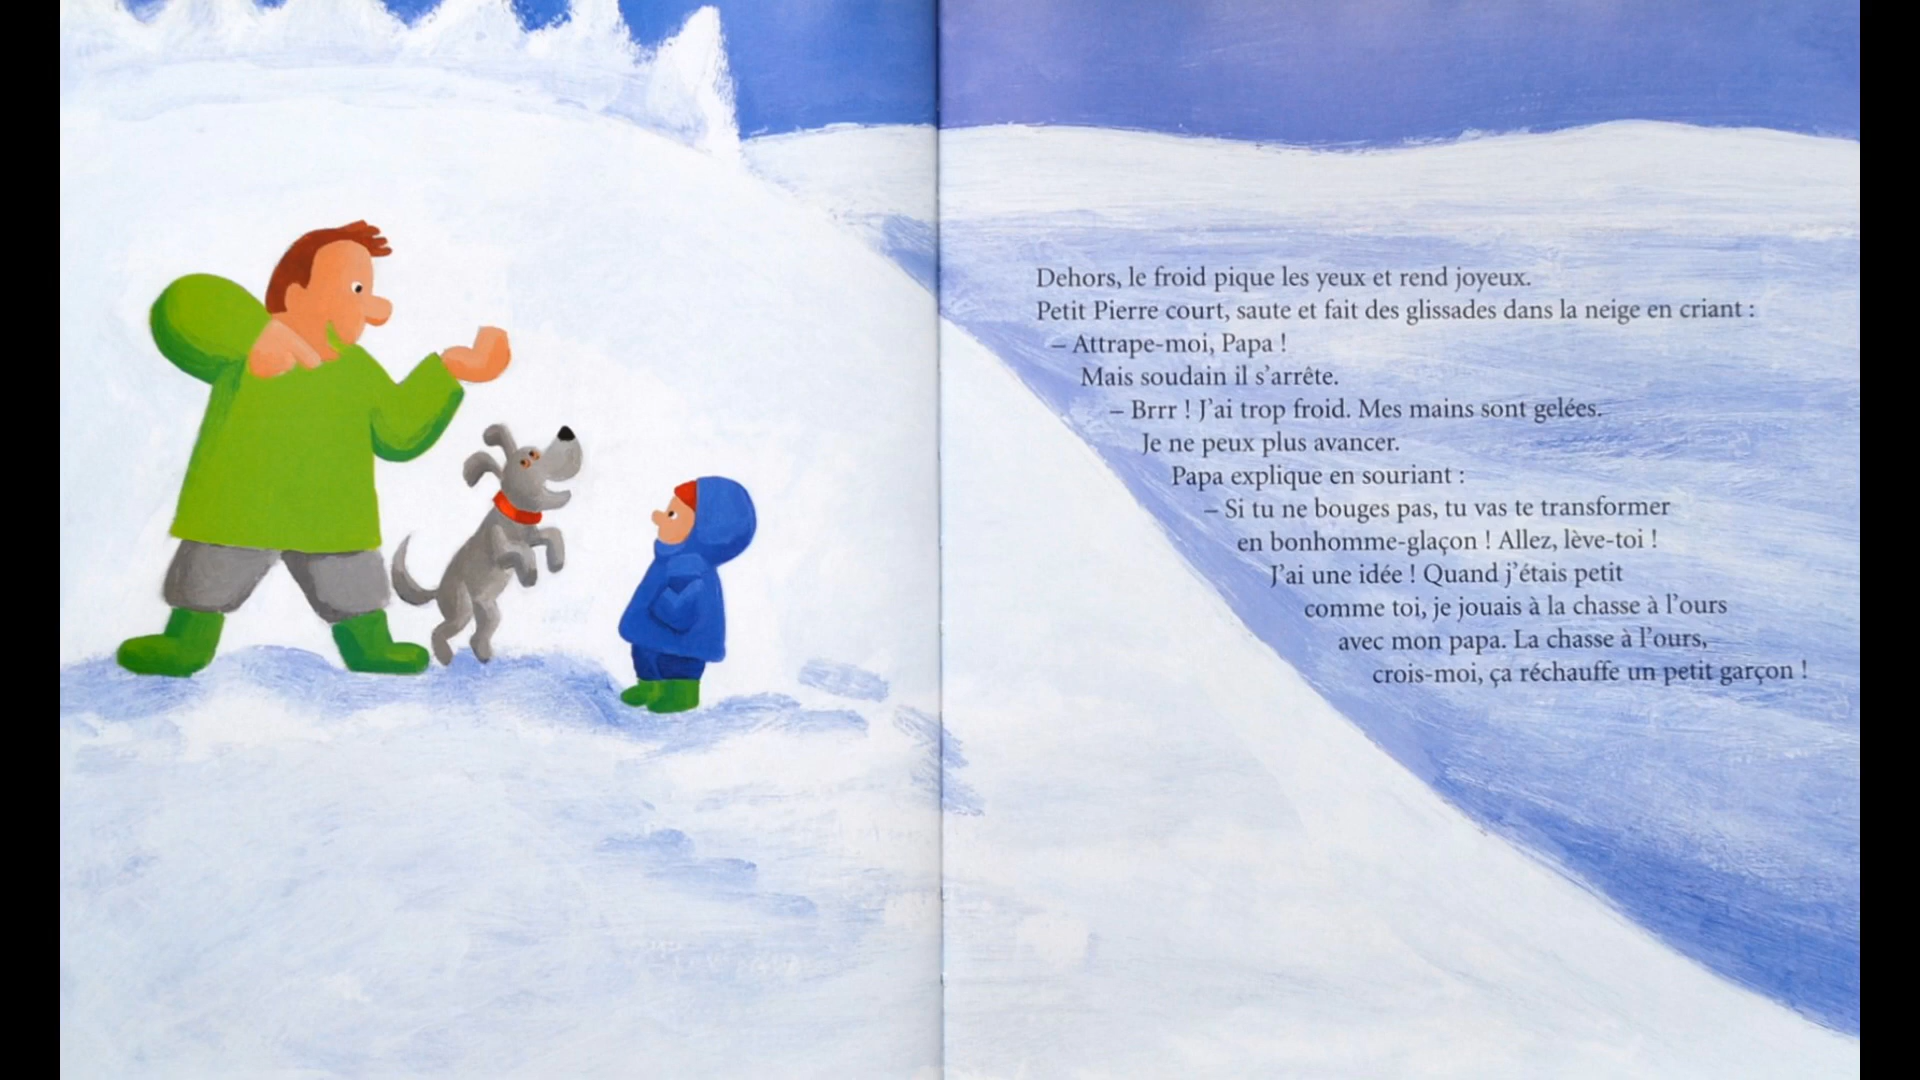 Dehors, le froid pique les yeux et rend joyeux.
Petit Pierre court, saute et fait des glissades dans la neige en criant :
– Attrape-moi, Papa !
Mais soudain il s'arrête.
– Brrr ! J'ai trop froid. Mes mains sont gelées.
Je ne peux plus avancer.
Papa explique en souriant :
– Si tu ne bouges pas, tu vas te transformer
en bonhomme-glaçon ! Allez, lève-toi !
J'ai une idée ! Quand j'étais petit
comme toi, je jouais à la chasse à l'ours
avec mon papa. La chasse à l'ours,
crois-moi, ça réchauffe un petit garçon !